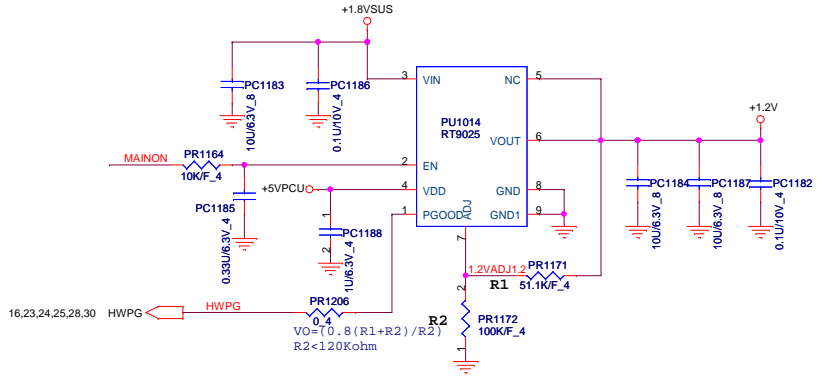 +1.8VSUS
PC1183
10U/6.3V_8
PC1186
0.1U/10V_4
3
VIN
NC
5
PU1014
RT9025
+1.2V
VOUT
6
MAINON
PR1164
10K/F_4
2
EN
PC1185
0.33U/6.3V_4
+5VPCU
4
VDD
GND
8
1
PGOOD
ADJ
GND1
9
PC1184
10U/6.3V_8
PC1187
10U/6.3V_8
PC1182
0.1U/10V_4
1
PC1188
2
1U/6.3V_4
7
1.2VADJ1.2
PR1171
R1
51.1K/F_4
2
R2
PR1172
100K/F_4
1
16,23,24,25,28,30
HWPG
HWPG
PR1206
0_4
VO=(0.8(R1+R2)/R2)
R2<120Kohm